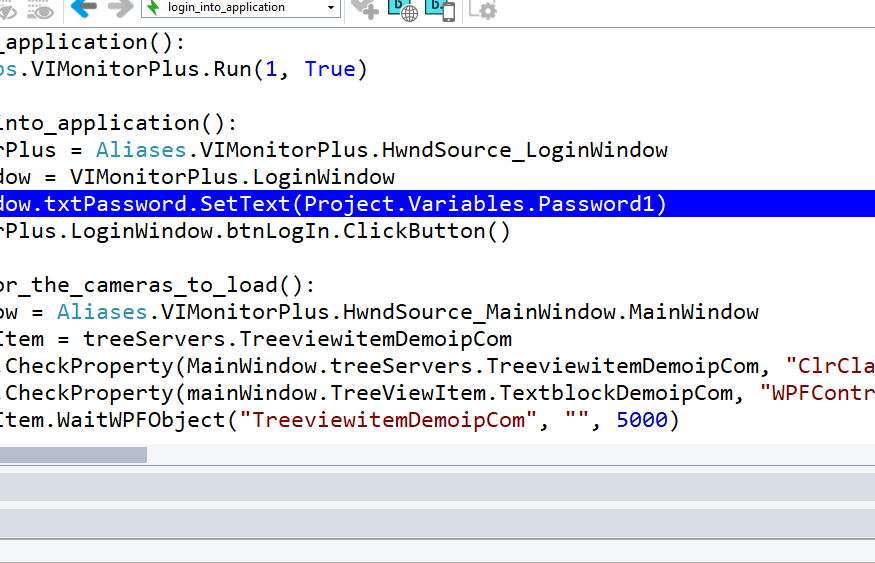 login_into_application
_application():
ps.VIMonitorPlus.Run(1, True)
into_application():
rPlus = Aliases.VIMonitorPlus.HwndSource_LoginWindow
dow = VIMonitorPlus.LoginWindow
dow.txtPassword.SetText(Project.Variables.Password1)
rPlus.LoginWindow.btnLogIn.ClickButton()
or_the_cameras_to_load():
ow = Aliases.VIMonitorPlus.HwndSource_MainWindow.MainWindow
Item = treeServers.TreeviewitemDemoipCom
.CheckProperty(MainWindow.treeServers.TreeviewitemDemoipCom, "ClrCla
.CheckProperty(mainWindow.TreeViewItem.TextblockDemoipCom, "WPFContr
Item.WaitWPFObject("TreeviewitemDemoipCom", "", 5000)